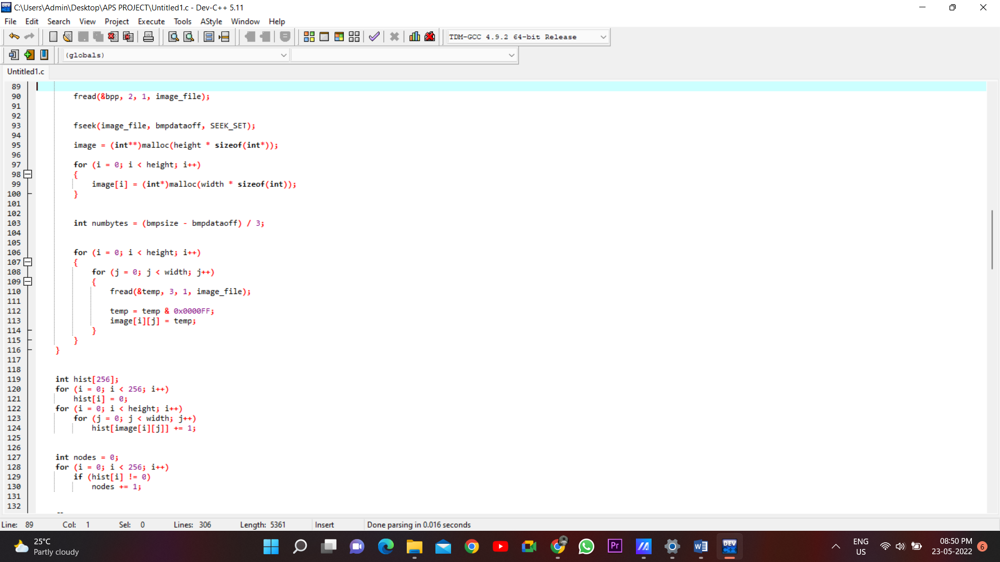 C:\Users\Admin\Desktop\APS PROJECT\Untitled1.c - Dev-C++ 5.11
File Edit Search View Project Execute Tools AStyle Window Help
TDM-GCC 4.9.2 64-bit Release
(globals)
Untitled1.c
89
90 fread(&bpp, 2, 1, image_file);
91
92
93 fseek(image_file, bmpdataoff, SEEK_SET);
94
95 image = (int**)malloc(height * sizeof(int*));
96
97 for (i = 0; i < height; i++)
98 {
99 image[i] = (int*)malloc(width * sizeof(int));
100 }
101
102
103 int numbytes = (bmpsize - bmpdataoff) / 3;
104
105
106 for (i = 0; i < height; i++)
107 {
108 for (j = 0; j < width; j++)
109 {
110 fread(&temp, 3, 1, image_file);
111
112 temp = temp & 0x0000FF;
113 image[i][j] = temp;
114 }
115 }
116 }
117
118
119 int hist[256];
120 for (i = 0; i < 256; i++)
121 hist[i] = 0;
122 for (i = 0; i < height; i++)
123 for (j = 0; j < width; j++)
124 hist[image[i][j]] += 1;
125
126
127 int nodes = 0;
128 for (i = 0; i < 256; i++)
129 if (hist[i] != 0)
130 nodes += 1;
131
132
Line: 89 Col: 1 Sel: 0 Lines: 306 Length: 5361 Insert Done parsing in 0.016 seconds
25°C
Partly cloudy
Pr
DEV
C++
ENG
US
08:50 PM
23-05-2022
6